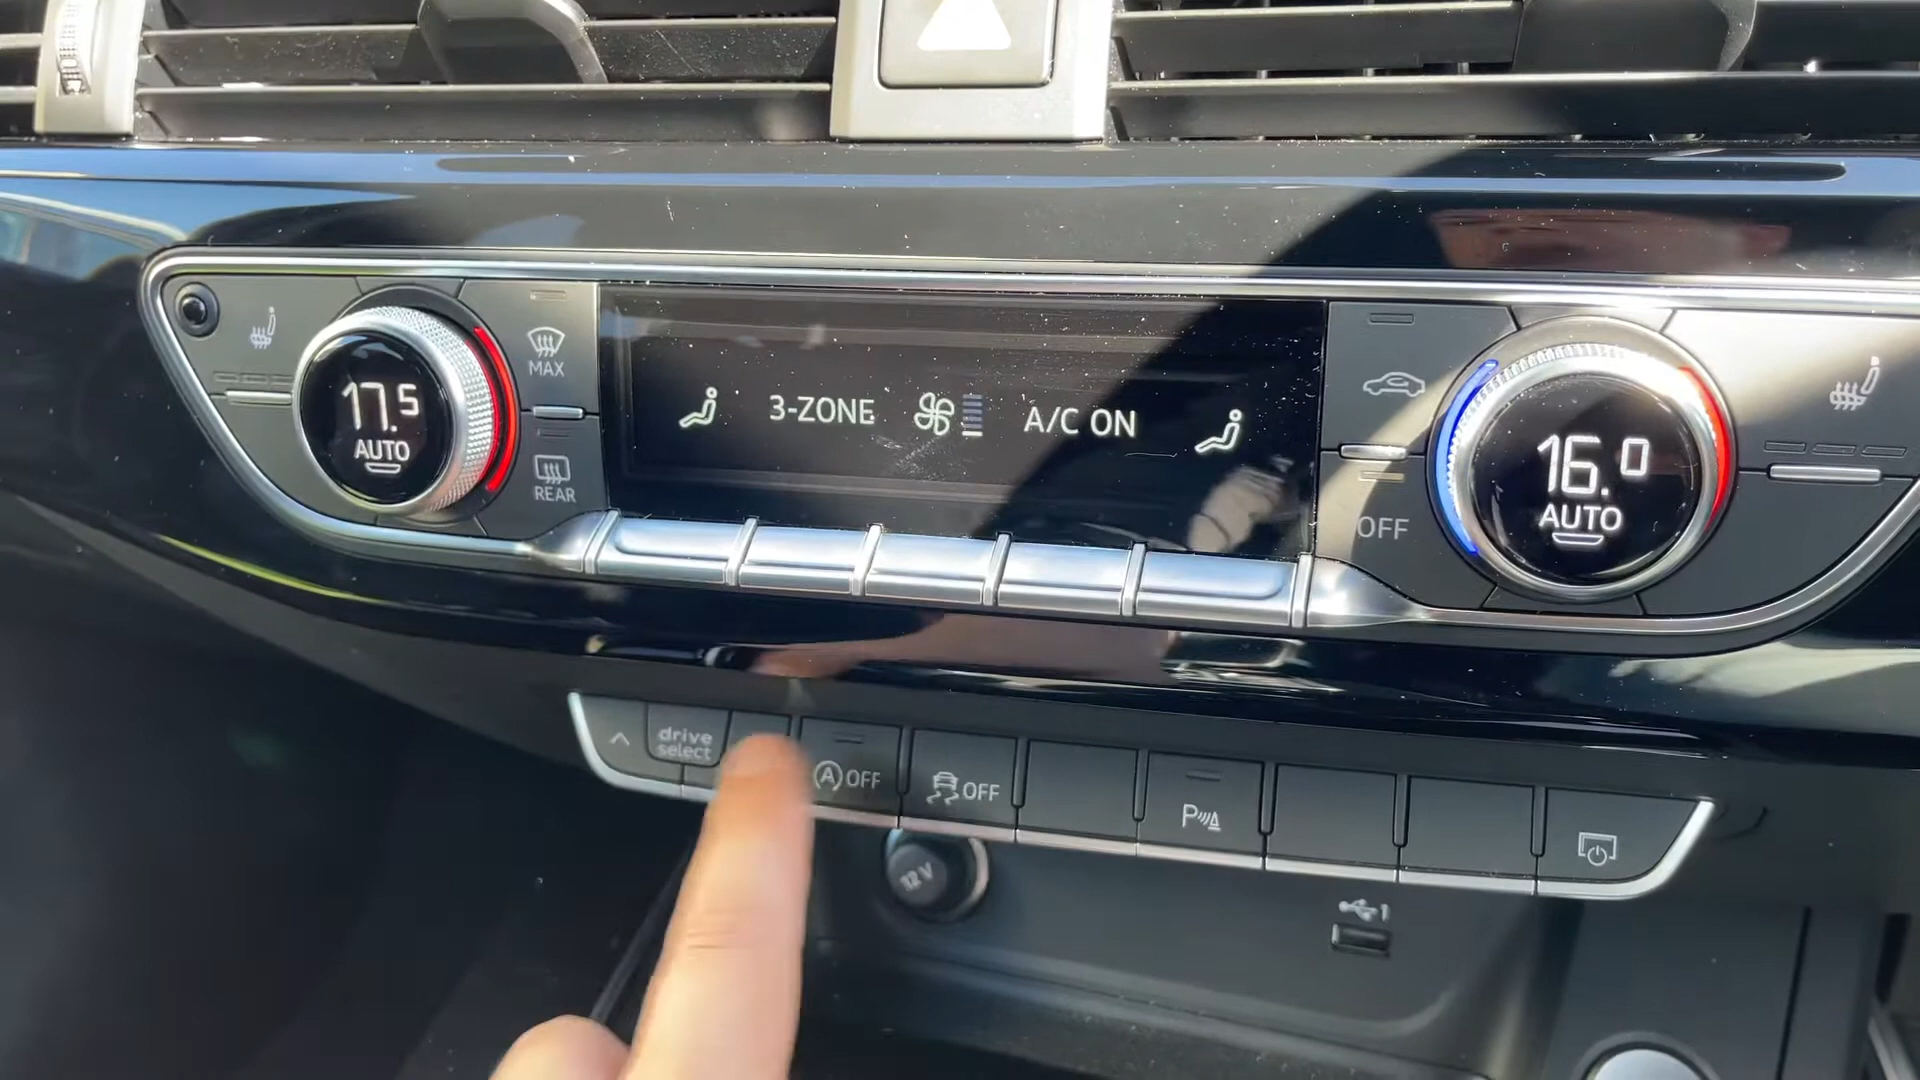 17.5
AUTO
MAX
REAR
3-ZONE
A/C ON
OFF
16.0
AUTO
drive
select
A OFF
OFF
P
12V
1